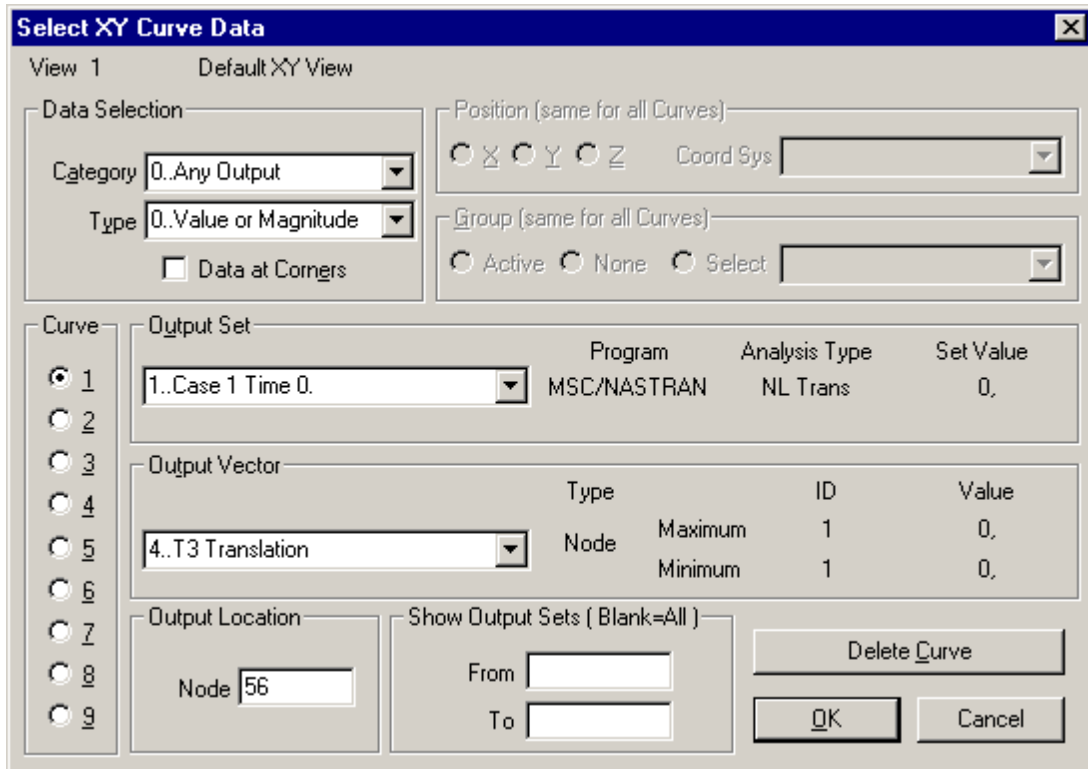 Select XY Curve Data
View 1 Default XY View
Data Selection
Category 0..Any Output
Type 0..Value or Magnitude
Data at Corners
Position (same for all Curves)
X Y Z Coord Sys
Group (same for all Curves)
Active None Select
Curve
1
2
3
4
5
6
7
8
9
Output Set
Program Analysis Type Set Value
1..Case 1 Time 0. MSC/NASTRAN NL Trans 0,
Output Vector
Type ID Value
4..T3 Translation Node
Maximum 1 0,
Minimum 1 0,
Output Location
Node 56
Show Output Sets ( Blank=All )
From
To
Delete Curve
OK Cancel